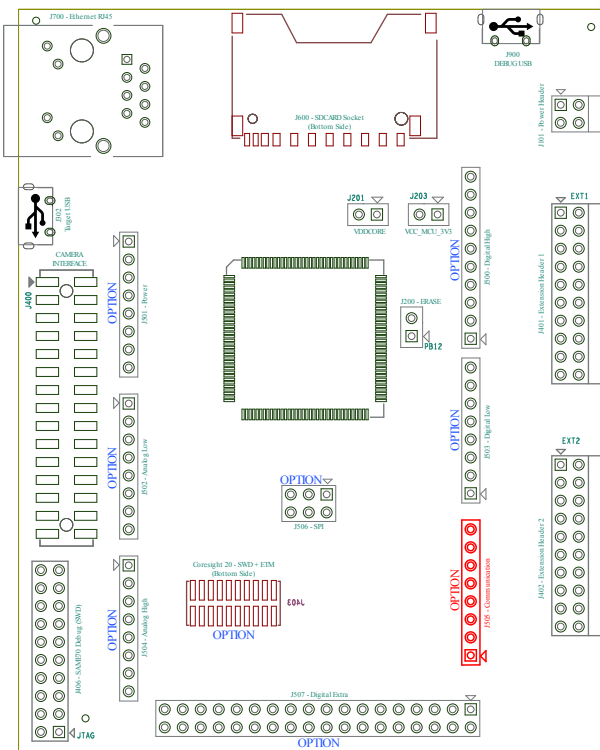 J700 - Ethernet RJ45
J900
DEBUG USB
J600 - SDCARD Socket
(Bottom Side)
J101 - Power Header
J302
Target USB
J201
VDDCORE
J203
VCC_MCU_3V3
EXT1
CAMERA
INTERFACE
J400
OPTION
J501 - Power
OPTION
J500 - Digital High
J200 - ERASE
PB12
J401 - Extension Header 1
OPTION
J502 - Analog Low
OPTION
J503 - Digital Low
EXT2
OPTION
J506 - SPI
OPTION
J505 - Communication
J402 - Extension Header 2
Coresight 20 - SWD + ETM
(Bottom Side)
J403
OPTION
OPTION
J504 - Analog High
J406 - SAME70 Debug (SWD)
JTAG
J507 - Digital Extra
OPTION